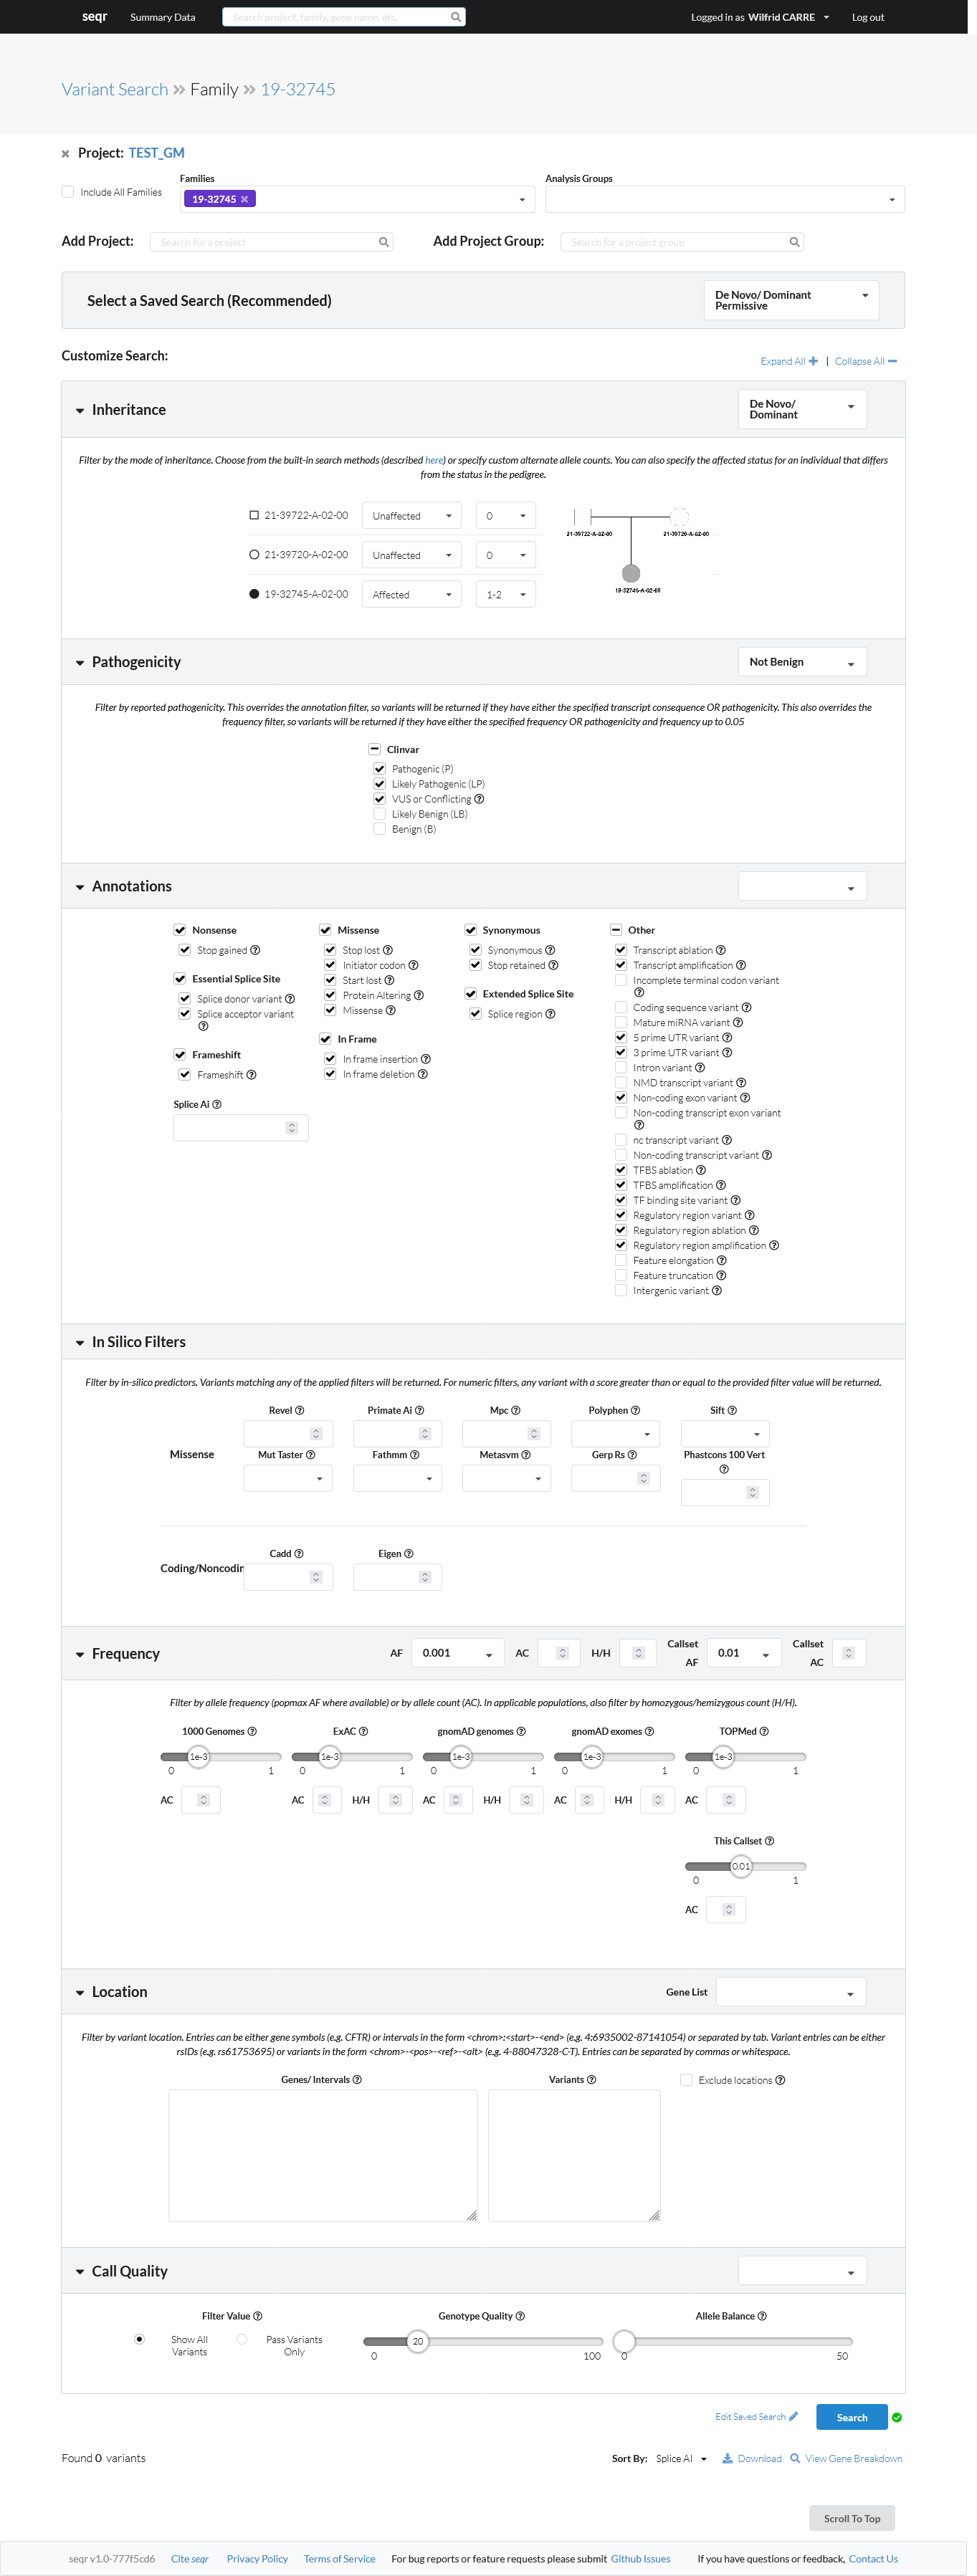 seqr Summary Data Search project, family, gene name, etc. Logged in as Wilfrid CARRE Log out
Variant Search » Family » 19-32745
Project: TEST_GM
Families Analysis Groups
Include All Families 19-32745
Add Project: Search for a project Add Project Group: Search for a project group
Select a Saved Search (Recommended) De Novo/ Dominant
Permissive
Customize Search:
Expand All | Collapse All
Inheritance De Novo/
Dominant
Filter by the mode of inheritance. Choose from the built-in search methods (described here) or specify custom alternate allele counts. You can also specify the affected status for an individual that differs
from the status in the pedigree.
21-39722-A-02-00 Unaffected 0
21-39722-A-02-00 21-39720-A-02-00
21-39720-A-02-00 Unaffected 0
19-32745-A-02-00 Affected 1-2
19-32745-A-02-00
Pathogenicity Not Benign
Filter by reported pathogenicity. This overrides the annotation filter, so variants will be returned if they have either the specified transcript consequence OR pathogenicity. This also overrides the
frequency filter, so variants will be returned if they have either the specified frequency OR pathogenicity and frequency up to 0.05
Clinvar
Pathogenic (P)
Likely Pathogenic (LP)
VUS or Conflicting
Likely Benign (LB)
Benign (B)
Annotations
Nonsense
Stop gained
Essential Splice Site
Splice donor variant
Splice acceptor variant
Frameshift
Frameshift
Splice Ai
Missense
Stop lost
Initiator codon
Start lost
Protein Altering
Missense
In Frame
In frame insertion
In frame deletion
Synonymous
Synonymous
Stop retained
Extended Splice Site
Splice region
Other
Transcript ablation
Transcript amplification
Incomplete terminal codon variant
Coding sequence variant
Mature miRNA variant
5 prime UTR variant
3 prime UTR variant
Intron variant
NMD transcript variant
Non-coding exon variant
Non-coding transcript exon variant
nc transcript variant
Non-coding transcript variant
TFBS ablation
TFBS amplification
TF binding site variant
Regulatory region variant
Regulatory region ablation
Regulatory region amplification
Feature elongation
Feature truncation
Intergenic variant
In Silico Filters
Filter by in-silico predictors. Variants matching any of the applied filters will be returned. For numeric filters, any variant with a score greater than or equal to the provided filter value will be returned.
Revel Primate Ai Mpc Polyphen Sift
Missense Mut Taster Fathmm Metasvm Gerp Rs Phastcons 100 Vert
Cadd Eigen
Coding/Noncodin
Frequency AF 0.001 AC H/H Callset
AF 0.01 Callset
AC
Filter by allele frequency (popmax AF where available) or by allele count (AC). In applicable populations, also filter by homozygous/hemizygous count (H/H).
1000 Genomes ExAC gnomAD genomes gnomAD exomes TOPMed
1e-3 1e-3 1e-3 1e-3 1e-3
0 1 0 1 0 1 0 1 0 1
AC AC H/H AC H/H AC H/H AC
This Callset
0.01
0 1
AC
Location Gene List
Filter by variant location. Entries can be either gene symbols (e.g. CFTR) or intervals in the form <chrom>:<start>-<end> (e.g. 4:6935002-87141054) or separated by tab. Variant entries can be either
rsIDs (e.g. rs61753695) or variants in the form <chrom>-<pos>-<ref>-<alt> (e.g. 4-88047328-C-T). Entries can be separated by commas or whitespace.
Genes/ Intervals Variants Exclude locations
Call Quality
Filter Value Genotype Quality Allele Balance
Show All
Variants Pass Variants
Only 20
0 100 0 50
Edit Saved Search Search
Found 0 variants Sort By: Splice AI Download View Gene Breakdown
Scroll To Top
seqr v1.0-777f5cd6 Cite seqr Privacy Policy Terms of Service For bug reports or feature requests please submit Github Issues If you have questions or feedback, Contact Us